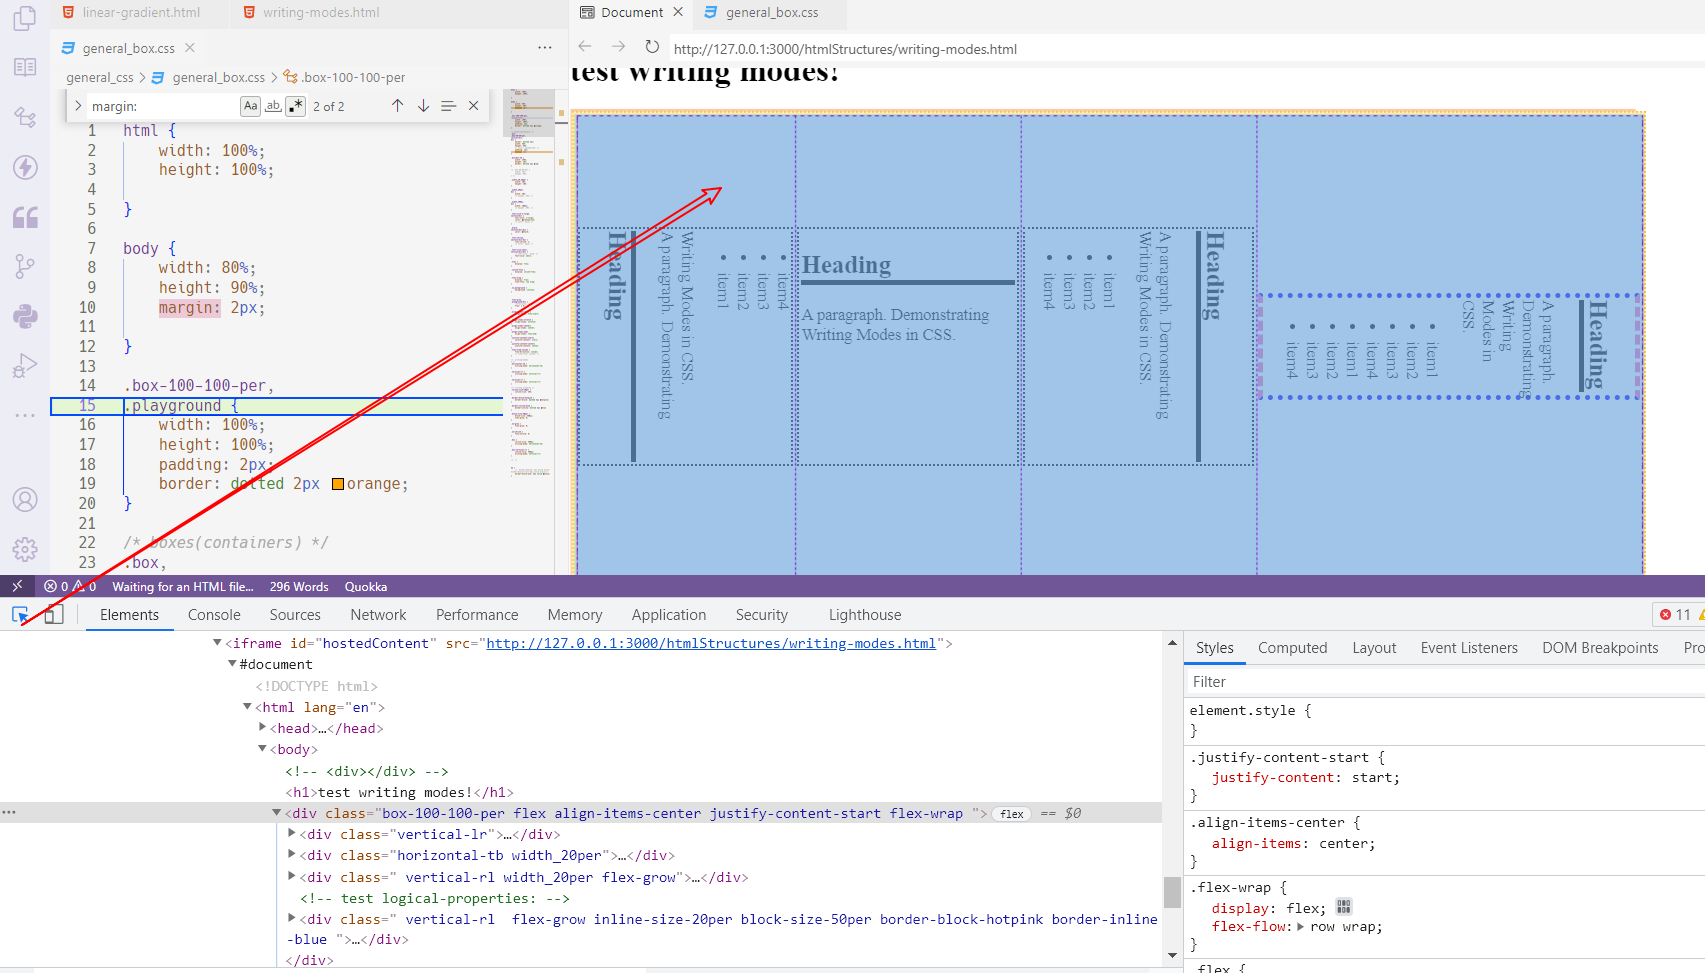 linear-gradient.html
writing-modes.html
Document
general_box.css
general_box.css
http://127.0.0.1:3000/htmlStructures/writing-modes.html
general_css > general_box.css > .box-100-100-per
margin:
Aa
ab
.*
2 of 2
1 html {
2 width: 100%;
3 height: 100%;
4
5 }
6
7 body {
8 width: 80%;
9 height: 90%;
10 margin: 2px;
11
12 }
13
14 .box-100-100-per,
15 .playground {
16 width: 100%;
17 height: 100%;
18 padding: 2px;
19 border: dotted 2px orange;
20 }
21
22 /* boxes(containers) */
23 .box,
test writing modes!
Heading
A paragraph. Demonstrating
Writing Modes in CSS.
item1
item2
item3
item4
Heading
A paragraph. Demonstrating
Writing Modes in CSS.
Heading
A paragraph. Demonstrating
Writing Modes in CSS.
item1
item2
item3
item4
Heading
A paragraph.
Demonstrating
Writing
Modes in
CSS.
item1
item2
item3
item4
item1
item2
item3
item4
0 0 Waiting for an HTML file... 296 Words Quokka
Elements Console Sources Network Performance Memory Application Security Lighthouse
11
<iframe id="hostedContent" src="http://127.0.0.1:3000/htmlStructures/writing-modes.html">
#document
<!DOCTYPE html>
<html lang="en">
<head>…</head>
<body>
<!-- <div></div> -->
<h1>test writing modes!</h1>
<div class="box-100-100-per flex align-items-center justify-content-start flex-wrap "> flex == $0
<div class="vertical-lr">…</div>
<div class="horizontal-tb width_20per">…</div>
<div class=" vertical-rl width_20per flex-grow">…</div>
<!-- test logical-properties: -->
<div class=" vertical-rl  flex-grow inline-size-20per block-size-50per border-block-hotpink border-inline
-blue ">…</div>
</div>
Styles Computed Layout Event Listeners DOM Breakpoints Pro
Filter
element.style {
}
.justify-content-start {
justify-content: start;
}
.align-items-center {
align-items: center;
}
.flex-wrap {
display: flex;
flex-flow: row wrap;
}
.flex {